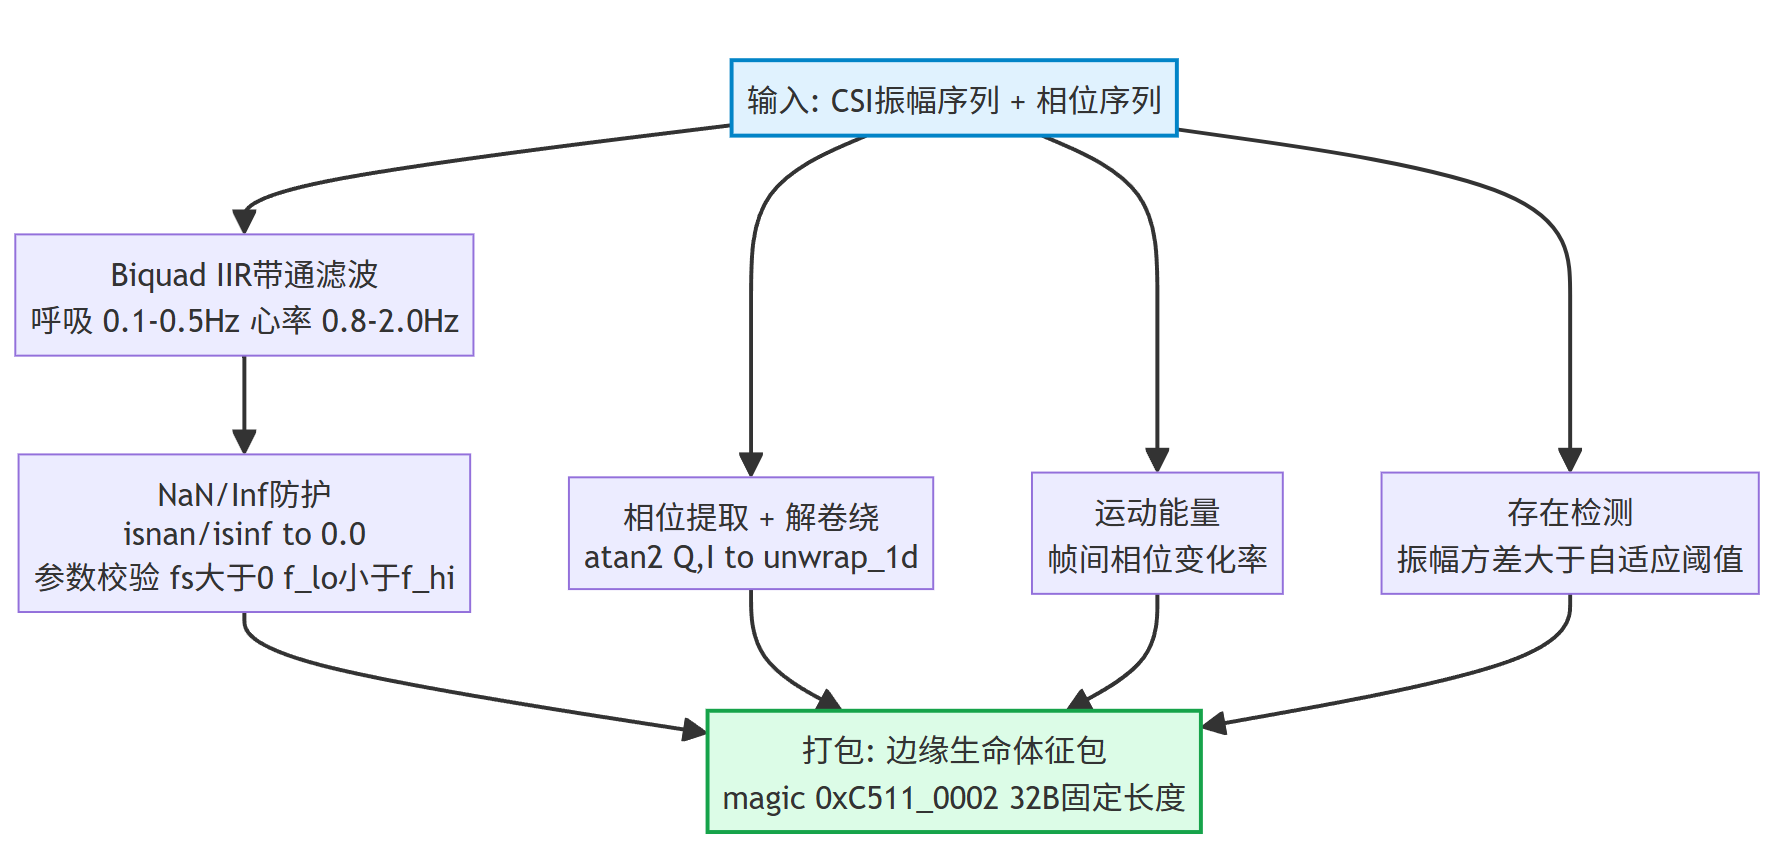 输入: CSI振幅序列 + 相位序列
Biquad IIR带通滤波
呼吸 0.1-0.5Hz 心率 0.8-2.0Hz
NaN/Inf防护
isnan/isinf to 0.0
参数校验 fs大于0 f_lo小于f_hi
相位提取 + 解卷绕
atan2 Q,I to unwrap_1d
运动能量
帧间相位变化率
存在检测
振幅方差大于自适应阈值
打包: 边缘生命体征包
magic 0xC511_0002 32B固定长度